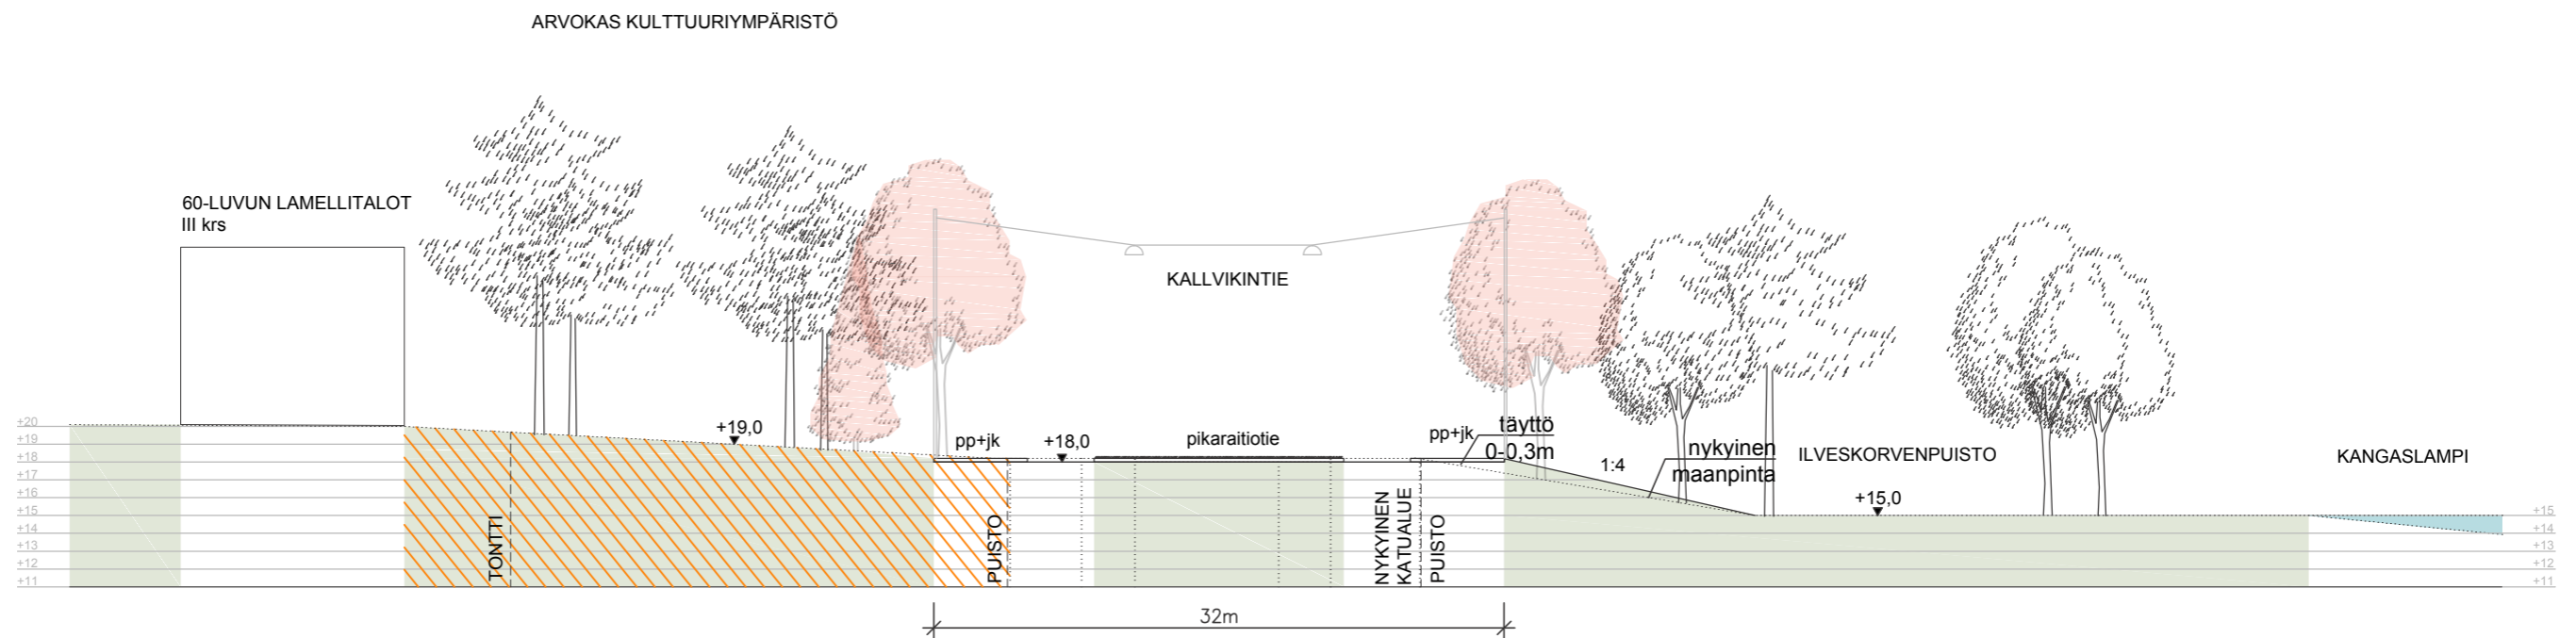 ARVOKAS KULTTUURIYMPÄRISTÖ
60-LUVUN LAMELLITALOT
III krs
KALLVIKINTIE
+20
+19
+18
+17
+16
+15
+14
+13
+12
+11
+19,0
pp+jk
+18,0
pikaraitiotie
pp+jk
täyttö
0-0,3m
1:4
nykyinen
maanpinta
ILVESKORVENPUISTO
+15,0
KANGASLAMPI
TONTTI
PUISTO
NYKYINEN
KATUALUE
PUISTO
+15
+14
+13
+12
+11
32m